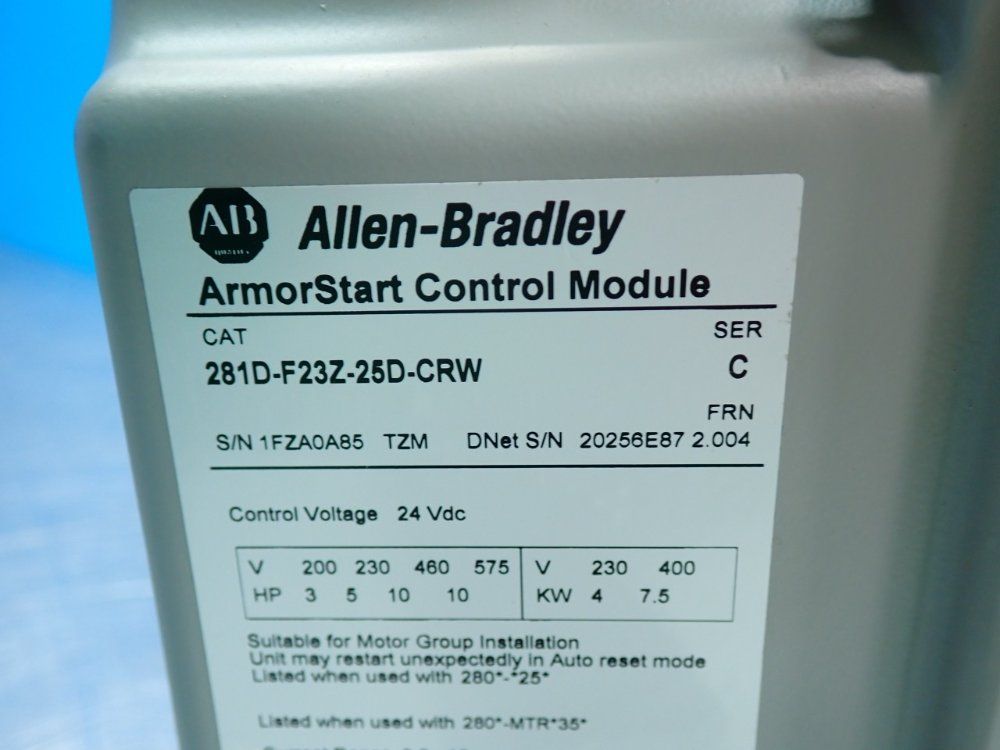 AB
Allen-Bradley
ArmorStart Control Module
CAT SER
281D-F23Z-25D-CRW C
FRN
S/N 1FZA0A85 TZM DNet S/N 20256E87 2.004
Control Voltage 24 Vdc
V 200 230 460 575 V 230 400
HP 3 5 10 10 KW 4 7.5
Suitable for Motor Group Installation
Unit may restart unexpectedly in Auto reset mode
Listed when used with 280*-*25*
Listed when used with 280*-MTR*35*